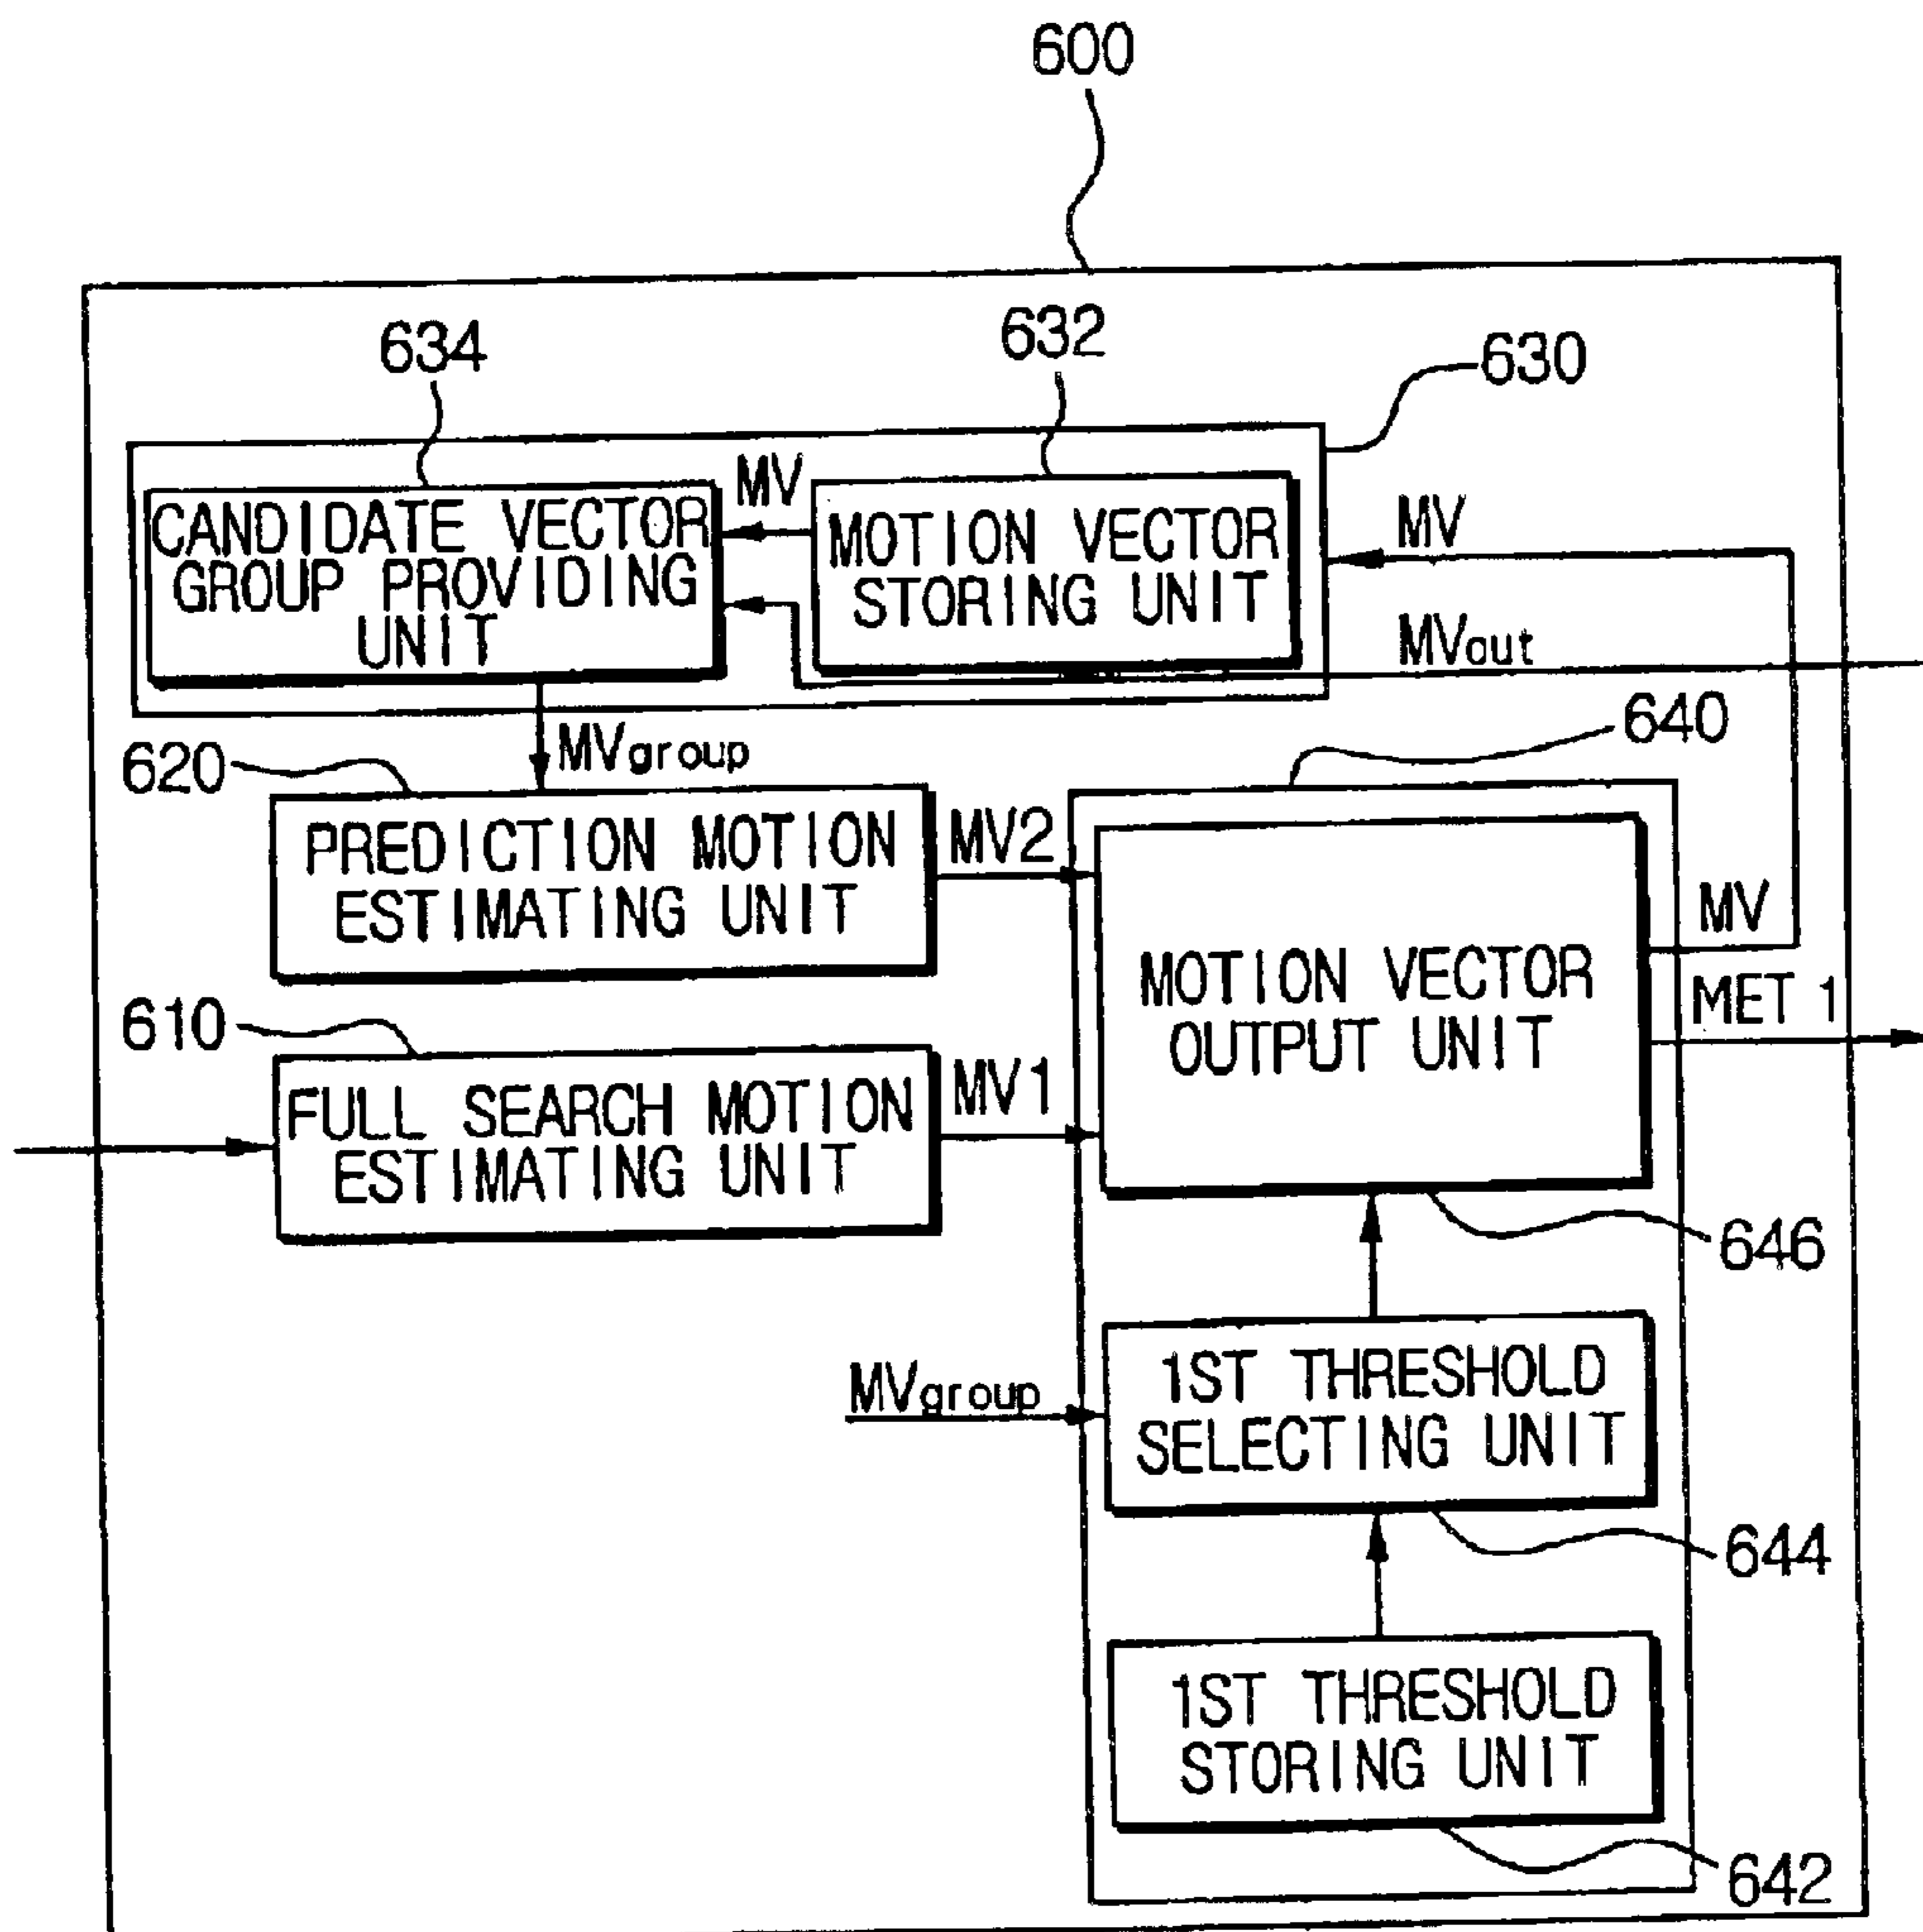 600
634
632
630
CANDIDATE VECTOR
GROUP PROVIDING
UNIT
MV
MOTION VECTOR
STORING UNIT
MV
MVout
MVgroup
620
640
PREDICTION MOTION
ESTIMATING UNIT
MV2
MOTION VECTOR
OUTPUT UNIT
MV
MET 1
610
FULL SEARCH MOTION
ESTIMATING UNIT
MV1
646
MVgroup
1ST THRESHOLD
SELECTING UNIT
644
1ST THRESHOLD
STORING UNIT
642